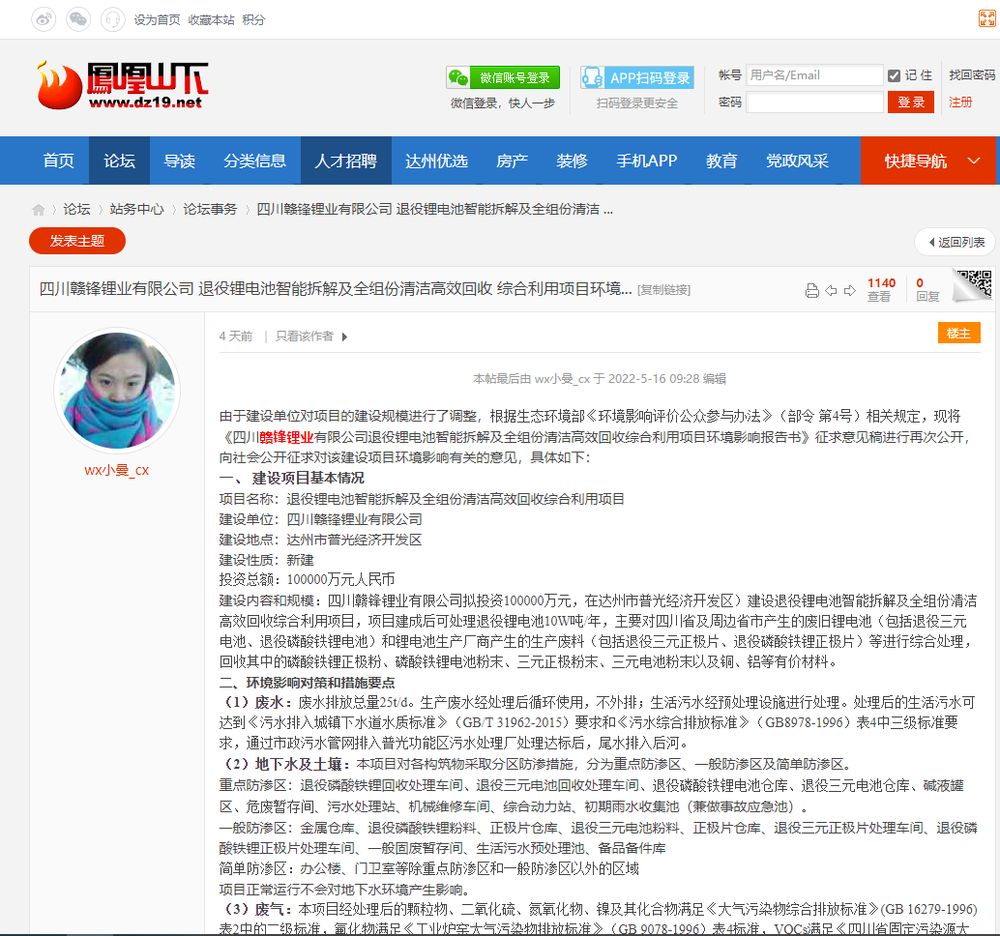 设为首页 收藏本站 积分
鳳凰山下
www.dz19.net
微信账号登录
微信登录，快人一步
APP扫码登录
扫码登录更安全
帐号 用户名/Email 记住 找回密码
密码 登录 注册
首页 论坛 导读 分类信息 人才招聘 达州优选 房产 装修 手机APP 教育 党政风采 快捷导航
论坛 站务中心 论坛事务 四川赣锋锂业有限公司 退役锂电池智能拆解及全组份清洁 ...
发表主题 返回列表
四川赣锋锂业有限公司 退役锂电池智能拆解及全组份清洁高效回收 综合利用项目环境... [复制链接]
1140
查看
0
回复
4 天前 | 只看该作者
楼主
本帖最后由 wx小曼_cx 于 2022-5-16 09:28 编辑
wx小曼_cx
由于建设单位对项目的建设规模进行了调整，根据生态环境部《环境影响评价公众参与办法》（部令 第4号）相关规定，现将
《四川赣锋锂业有限公司退役锂电池智能拆解及全组份清洁高效回收综合利用项目环境影响报告书》征求意见稿进行再次公开，
向社会公开征求对该建设项目环境影响有关的意见，具体如下：
一、 建设项目基本情况
项目名称：退役锂电池智能拆解及全组份清洁高效回收综合利用项目
建设单位：四川赣锋锂业有限公司
建设地点：达州市普光经济开发区
建设性质：新建
投资总额：100000万元人民币
建设内容和规模：四川赣锋锂业有限公司拟投资100000万元，在达州市普光经济开发区）建设退役锂电池智能拆解及全组份清洁
高效回收综合利用项目，项目建成后可处理退役锂电池10W吨/年，主要对四川省及周边省市产生的废旧锂电池（包括退役三元
电池、退役磷酸铁锂电池）和锂电池生产厂商产生的生产废料（包括退役三元正极片、退役磷酸铁锂正极片）等进行综合处理，
回收其中的磷酸铁锂正极粉、磷酸铁锂电池粉末、三元正极粉末、三元电池粉末以及铜、铝等有价材料。
二、环境影响对策和措施要点
（1）废水：废水排放总量25t/d。生产废水经处理后循环使用，不外排；生活污水经预处理设施进行处理。处理后的生活污水可
达到《污水排入城镇下水道水质标准》（GB/T 31962-2015）要求和《污水综合排放标准》（GB8978-1996）表4中三级标准要
求，通过市政污水管网排入普光功能区污水处理厂处理达标后，尾水排入后河。
（2）地下水及土壤：本项目对各构筑物采取分区防渗措施，分为重点防渗区、一般防渗区及简单防渗区。
重点防渗区：退役磷酸铁锂回收处理车间、退役三元电池回收处理车间、退役磷酸铁锂电池仓库、退役三元电池仓库、碱液罐
区、危废暂存间、污水处理站、机械维修车间、综合动力站、初期雨水收集池（兼做事故应急池）。
一般防渗区：金属仓库、退役磷酸铁锂粉料、正极片仓库、退役三元电池粉料、正极片仓库、退役三元正极片处理车间、退役磷
酸铁锂正极片处理车间、一般固废暂存间、生活污水预处理池、备品备件库
简单防渗区：办公楼、门卫室等除重点防渗区和一般防渗区以外的区域
项目正常运行不会对地下水环境产生影响。
（3）废气：本项目经处理后的颗粒物、二氧化硫、氮氧化物、镍及其化合物满足《大气污染物综合排放标准》(GB 16279-1996)
表2中的二级标准，氟化物满足《工业炉窑大气污染物排放标准》（GB 9078-1996）表4标准，VOCs满足《四川省固定污染源大